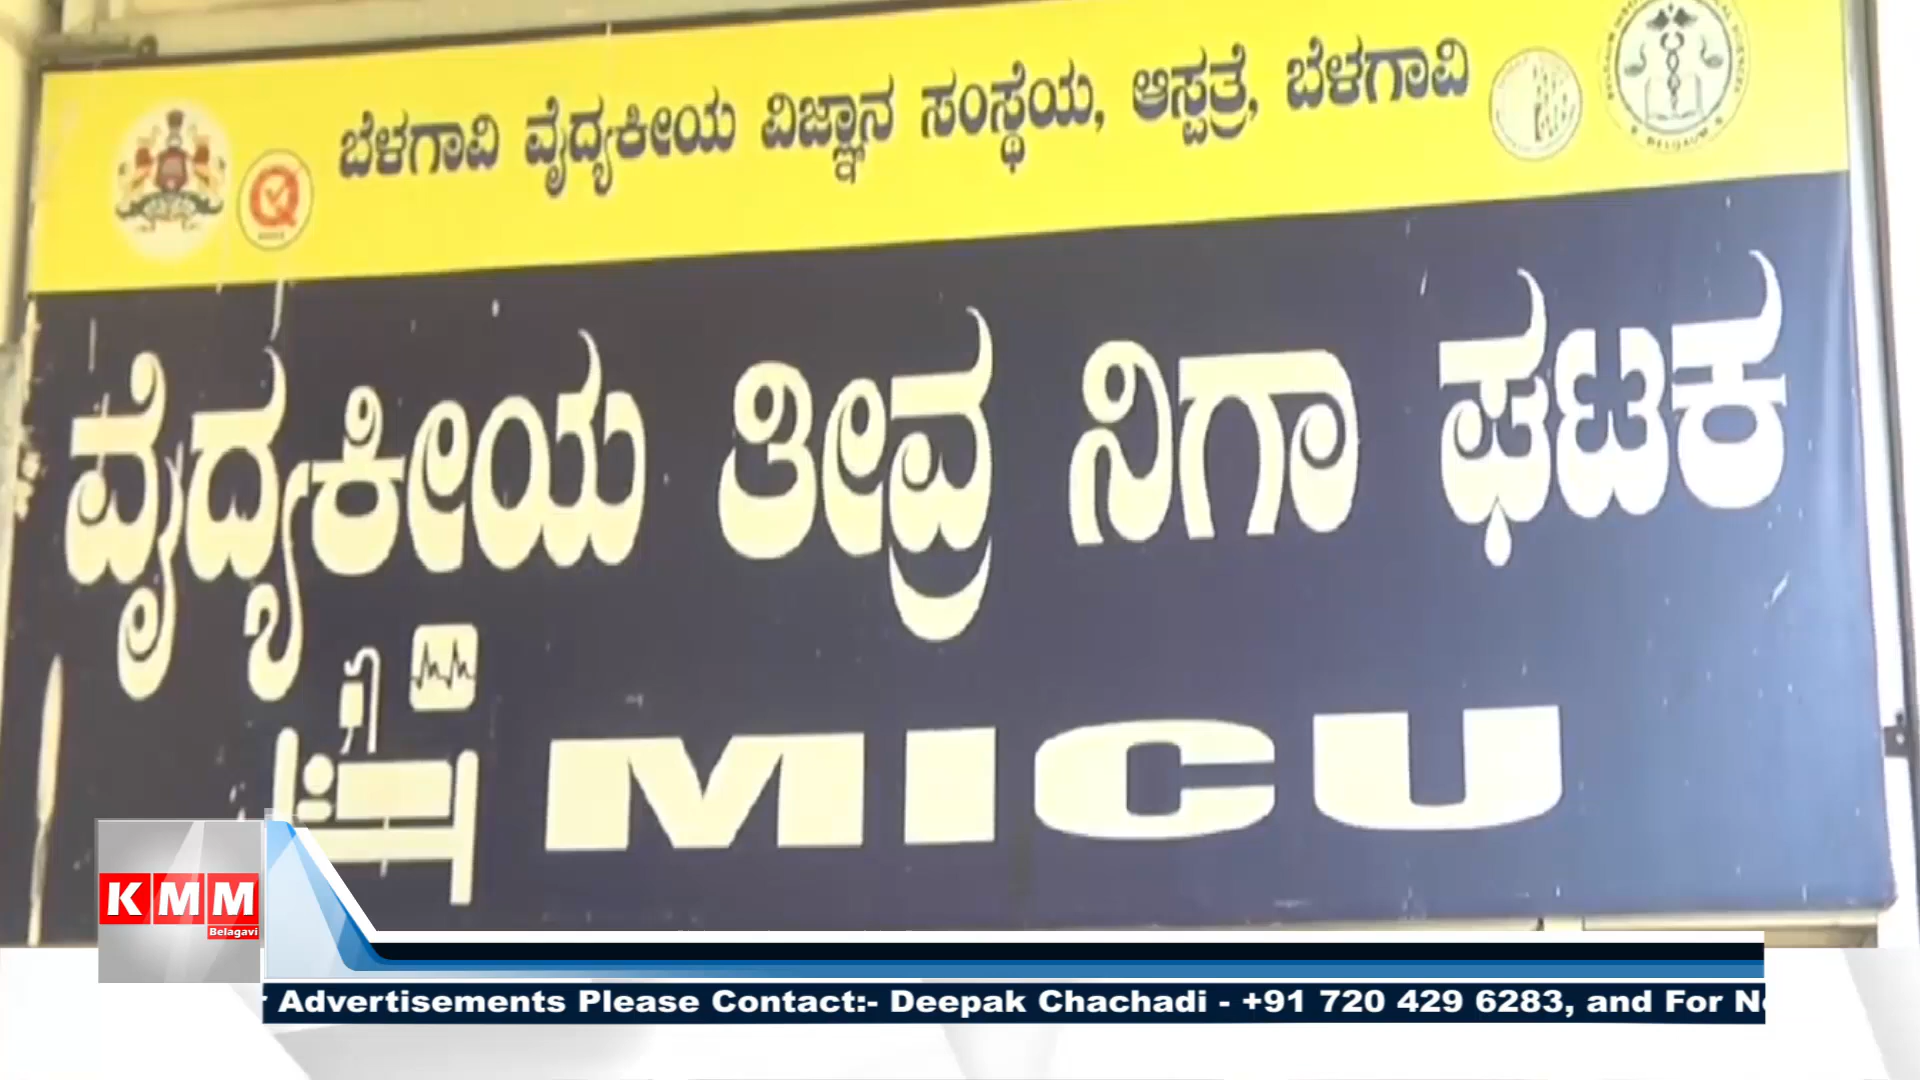 ಬೆಳಗಾವಿ ವೈದ್ಯಕೀಯ ವಿಜ್ಞಾನ ಸಂಸ್ಥೆಯ, ಆಸ್ಪತ್ರೆ, ಬೆಳಗಾವಿ
BELGAUM
ವೈದ್ಯಕೀಯ ತೀವ್ರ ನಿಗಾ ಘಟಕ
MICU
KMM
Belagavi
Advertisements Please Contact:- Deepak Chachadi - +91 720 429 6283, and For